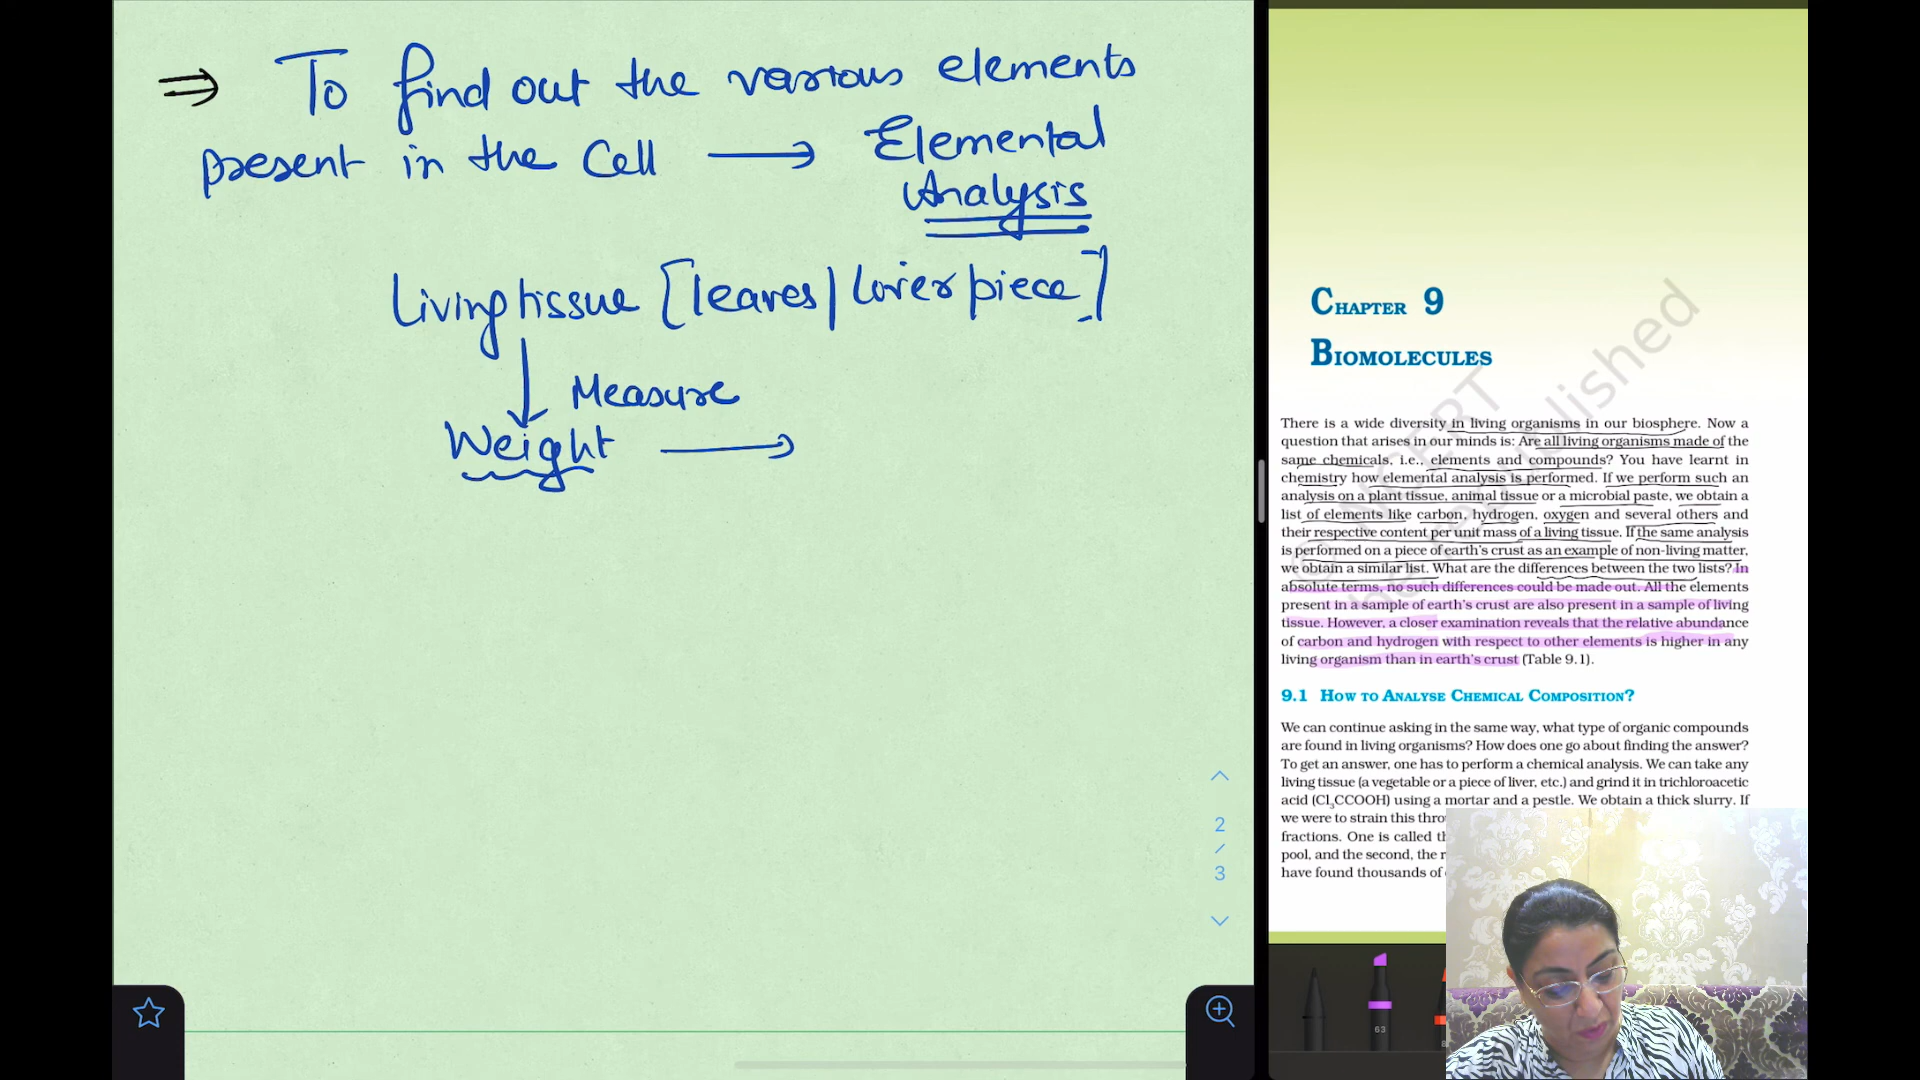 ⇒ To find out the various elements
present in the Cell → Elemental
Analysis
Living tissue [leaves | liver piece]
↓ Measure
Weight →
2
/
3
CHAPTER 9
BIOMOLECULES
There is a wide diversity in living organisms in our biosphere. Now a
question that arises in our minds is: Are all living organisms made of the
same chemicals, i.e., elements and compounds? You have learnt in
chemistry how elemental analysis is performed. If we perform such an
analysis on a plant tissue, animal tissue or a microbial paste, we obtain a
list of elements like carbon, hydrogen, oxygen and several others and
their respective content per unit mass of a living tissue. If the same analysis
is performed on a piece of earth's crust as an example of non-living matter,
we obtain a similar list. What are the differences between the two lists? In
absolute terms, no such differences could be made out. All the elements
present in a sample of earth's crust are also present in a sample of living
tissue. However, a closer examination reveals that the relative abundance
of carbon and hydrogen with respect to other elements is higher in any
living organism than in earth's crust (Table 9.1).
9.1 HOW TO ANALYSE CHEMICAL COMPOSITION?
We can continue asking in the same way, what type of organic compounds
are found in living organisms? How does one go about finding the answer?
To get an answer, one has to perform a chemical analysis. We can take any
living tissue (a vegetable or a piece of liver, etc.) and grind it in trichloroacetic
acid (Cl₃CCOOH) using a mortar and a pestle. We obtain a thick slurry. If
we were to strain this thro
fractions. One is called th
pool, and the second, the r
have found thousands of
63